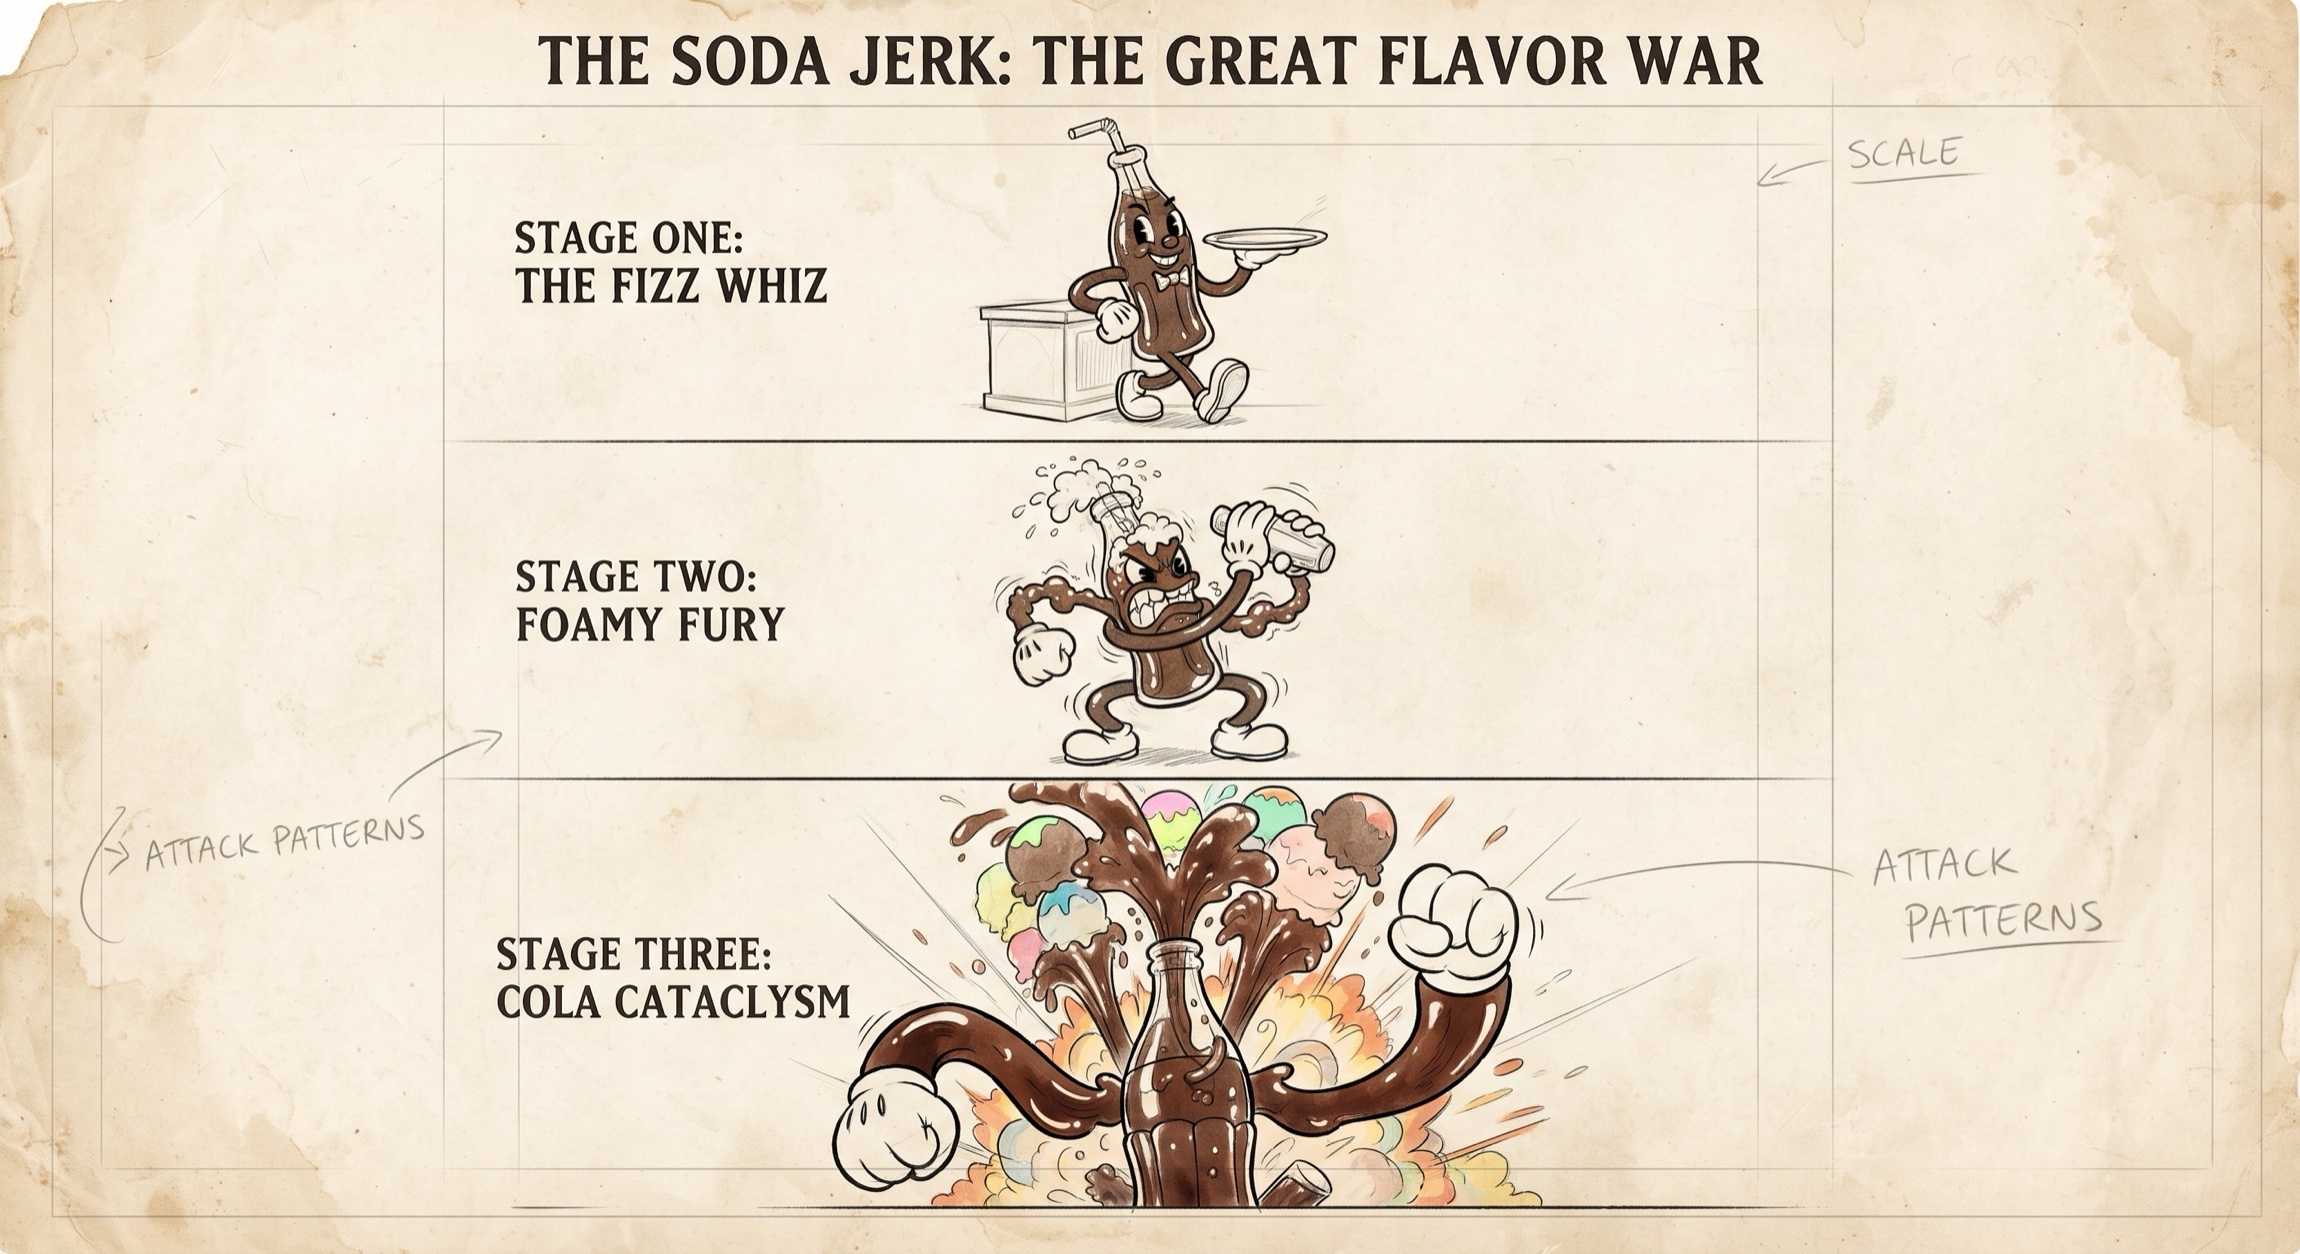 THE SODA JERK: THE GREAT FLAVOR WAR
SCALE
STAGE ONE:
THE FIZZ WHIZ
STAGE TWO:
FOAMY FURY
ATTACK PATTERNS
STAGE THREE:
COLA CATACLYSM
ATTACK
PATTERNS